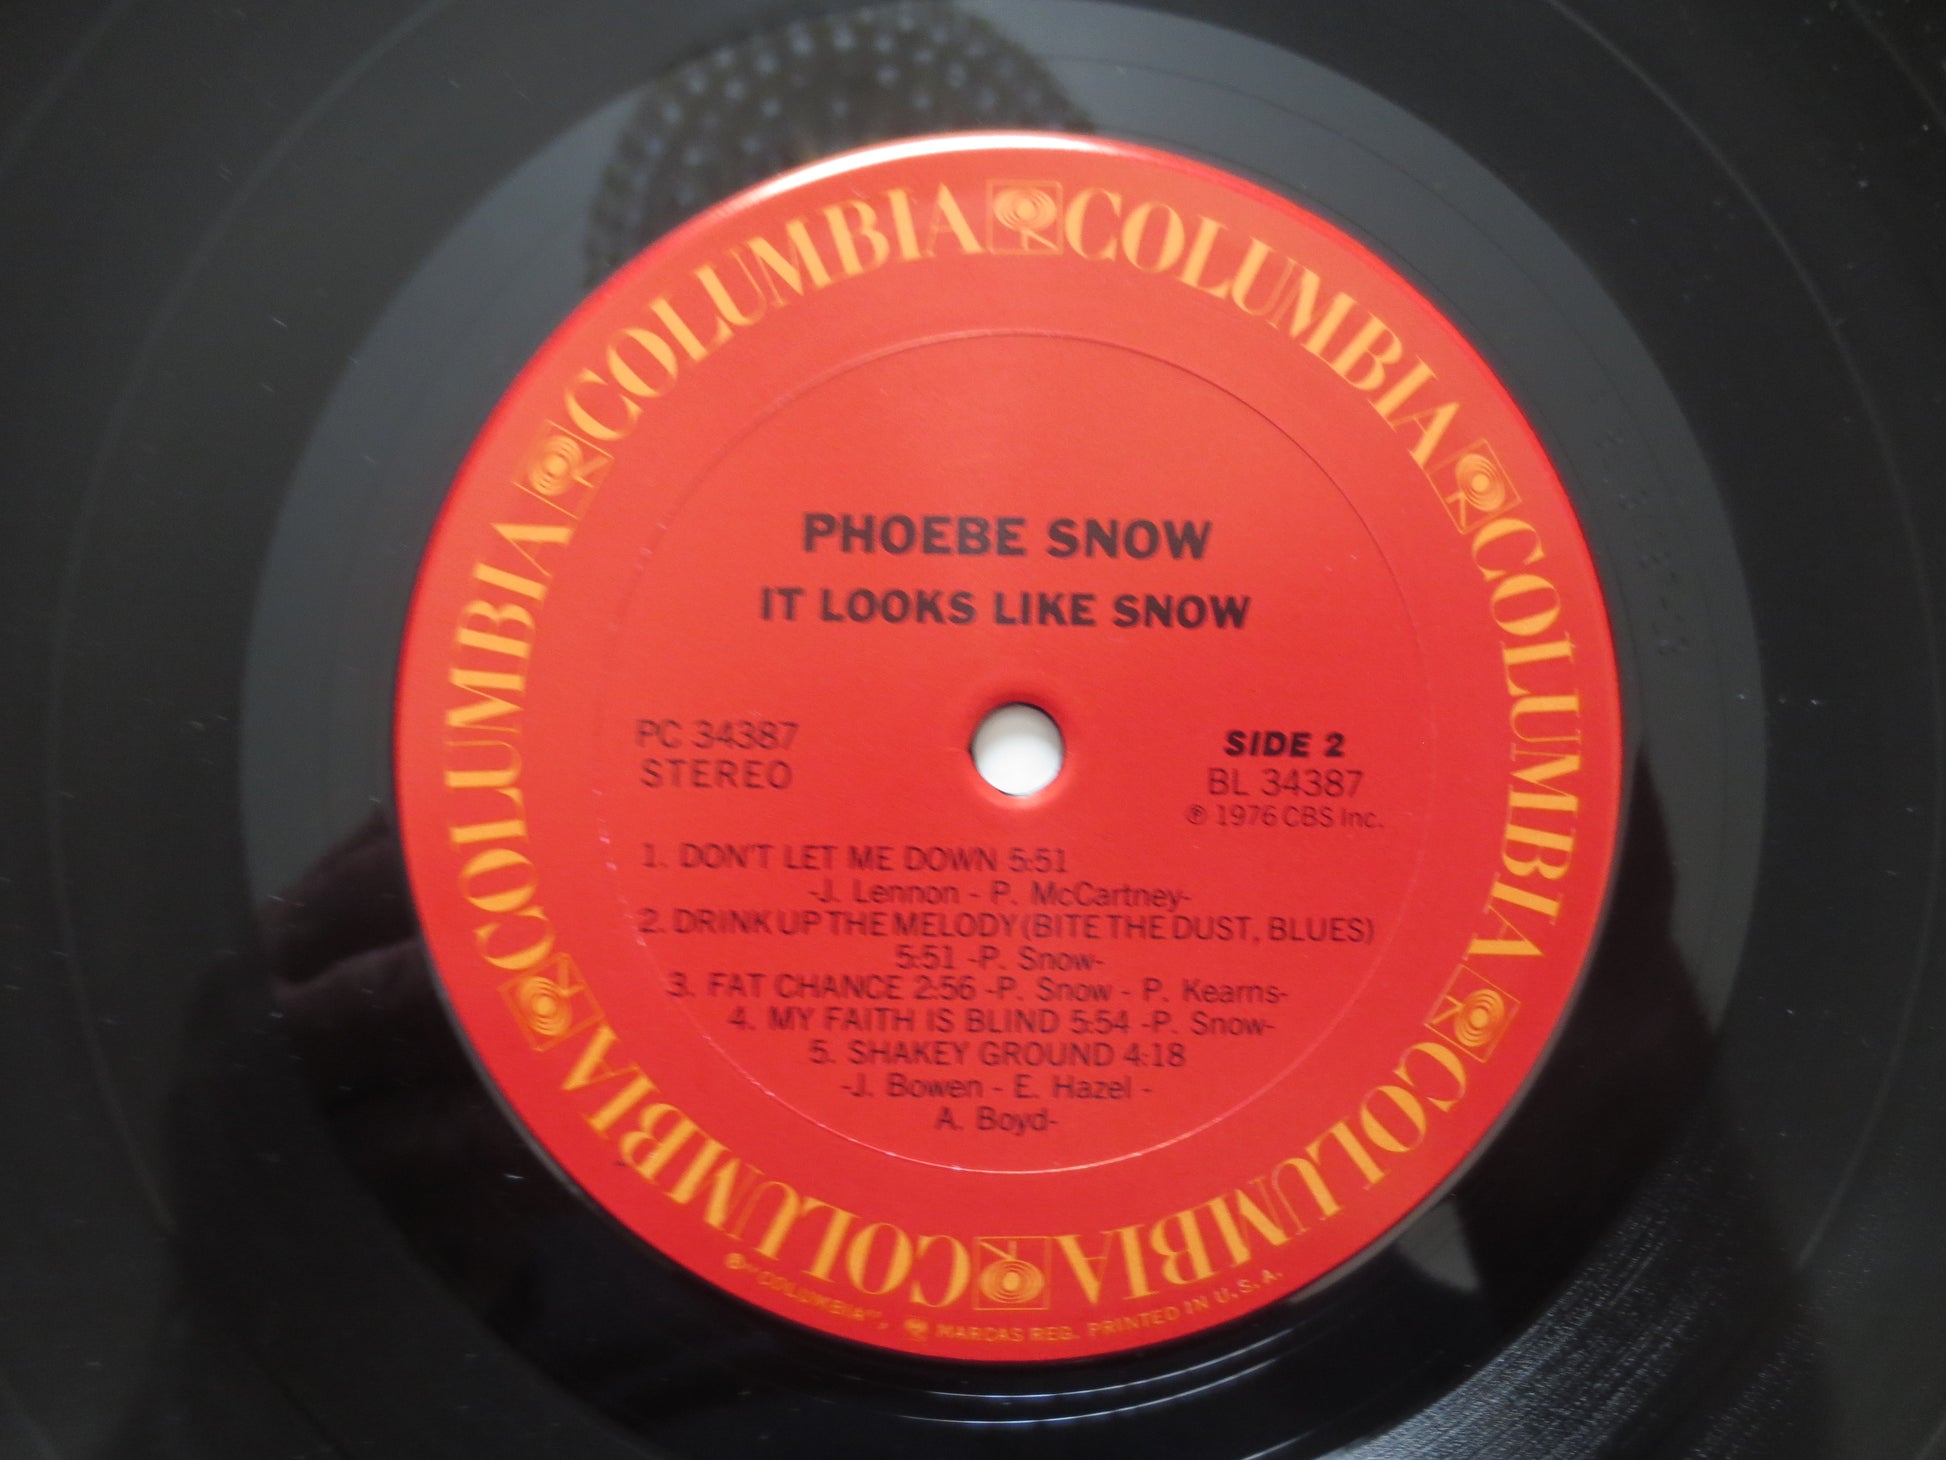 COLUMBIA COLUMBIA COLUMBIA COLUMBIA COLUMBIA COLUMBIA
PHOEBE SNOW
IT LOOKS LIKE SNOW
PC 34387
STEREO
SIDE 2
BL 34387
℗ 1976 CBS Inc.
1. DON'T LET ME DOWN 5:51
-J. Lennon - P. McCartney-
2. DRINK UP THE MELODY (BITE THE DUST, BLUES)
5:51 -P. Snow-
3. FAT CHANCE 2:56 -P. Snow - P. Kearns-
4. MY FAITH IS BLIND 5:54 -P. Snow-
5. SHAKEY GROUND 4:18
-J. Bowen - E. Hazel -
A. Boyd-
®"COLUMBIA", MARCAS REG. PRINTED IN U.S.A.